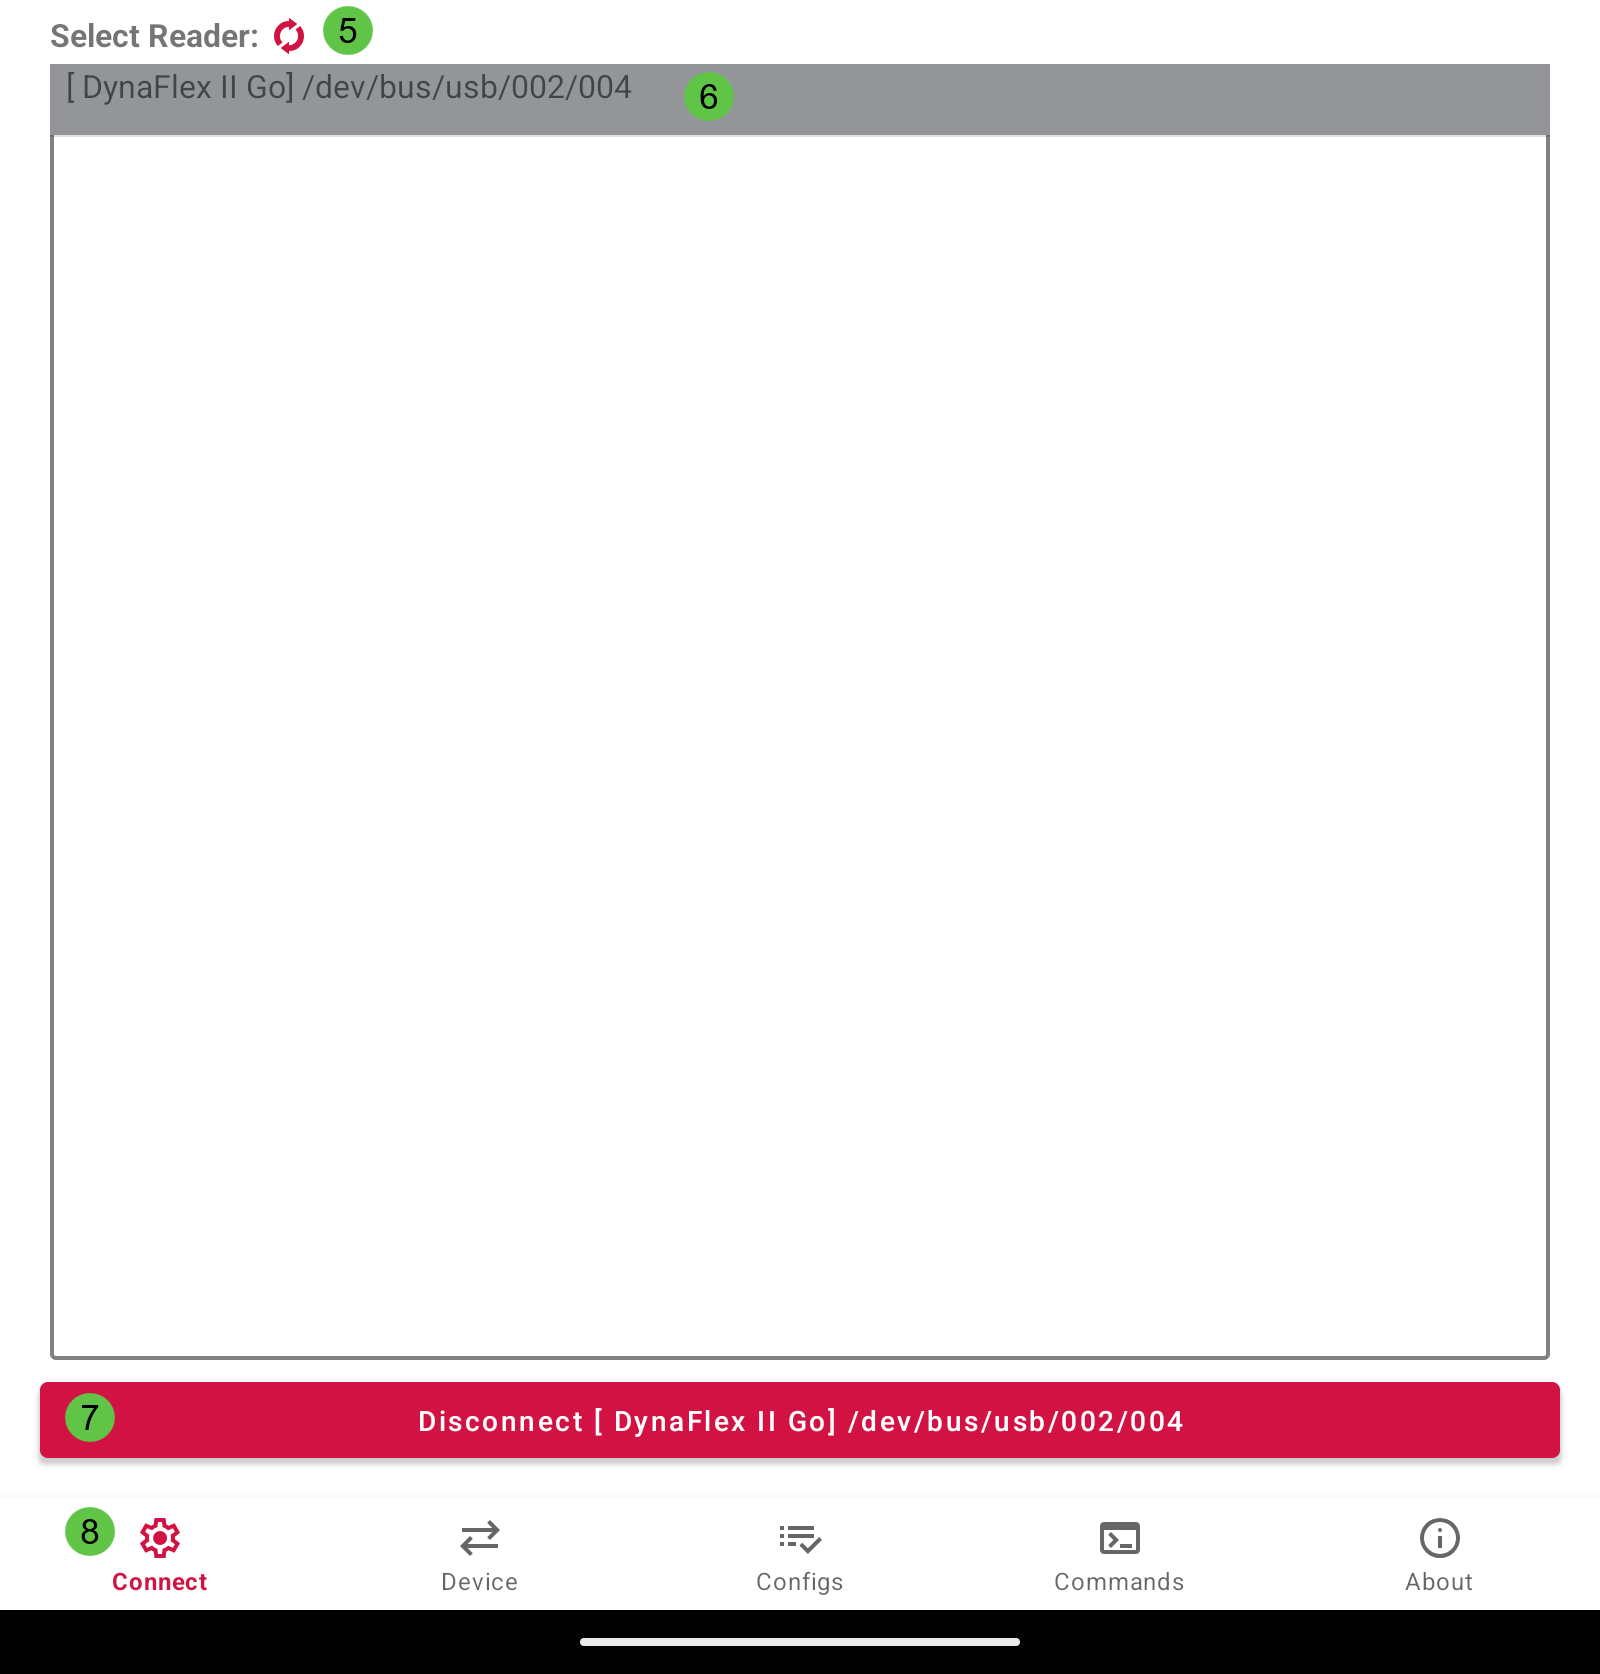 Select Reader: 5
[ DynaFlex II Go] /dev/bus/usb/002/004 6
7 Disconnect [ DynaFlex II Go] /dev/bus/usb/002/004
8
Connect Device Configs Commands About